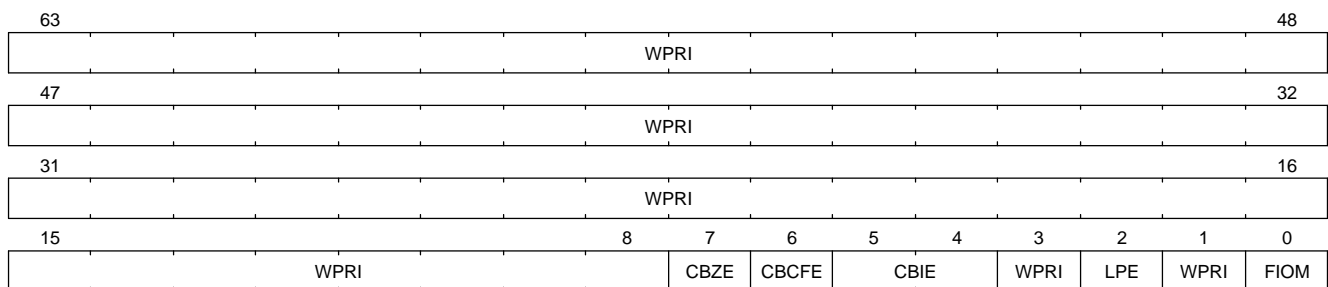 63 48
WPRI
47 32
WPRI
31 16
WPRI
15 8 7 6 5 4 3 2 1 0
WPRI CBZE CBCFE CBIE WPRI LPE WPRI FIOM